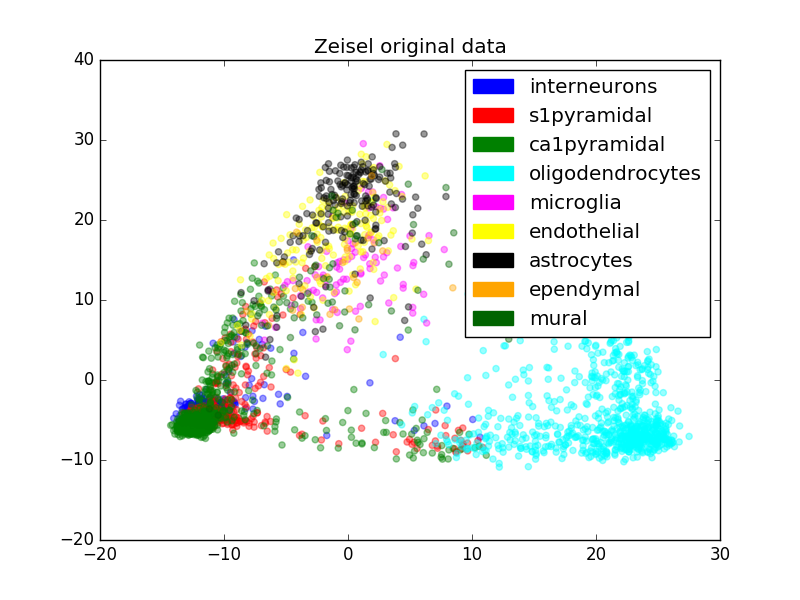 Zeisel original data
40
30
20
10
0
−10
−20
−20 −10 0 10 20 30
interneurons
s1pyramidal
ca1pyramidal
oligodendrocytes
microglia
endothelial
astrocytes
ependymal
mural